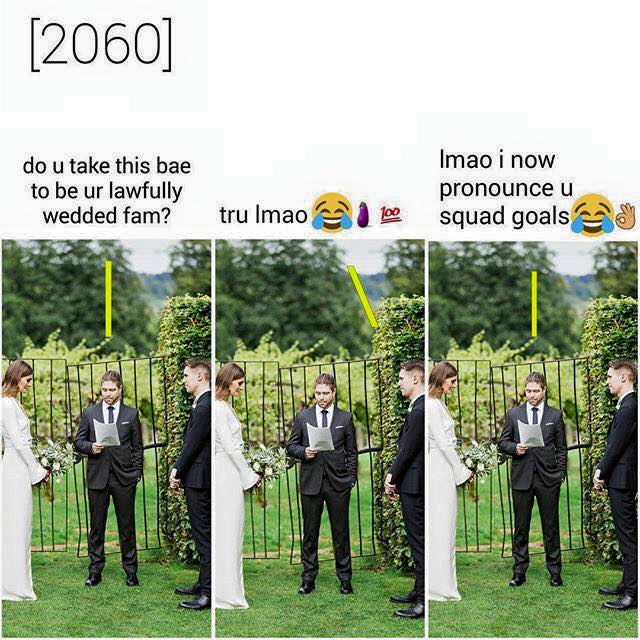 [2060]
do u take this bae
to be ur lawfully
wedded fam?
tru lmao😂🍆💯
lmao i now
pronounce u
squad goals😂👌🏽